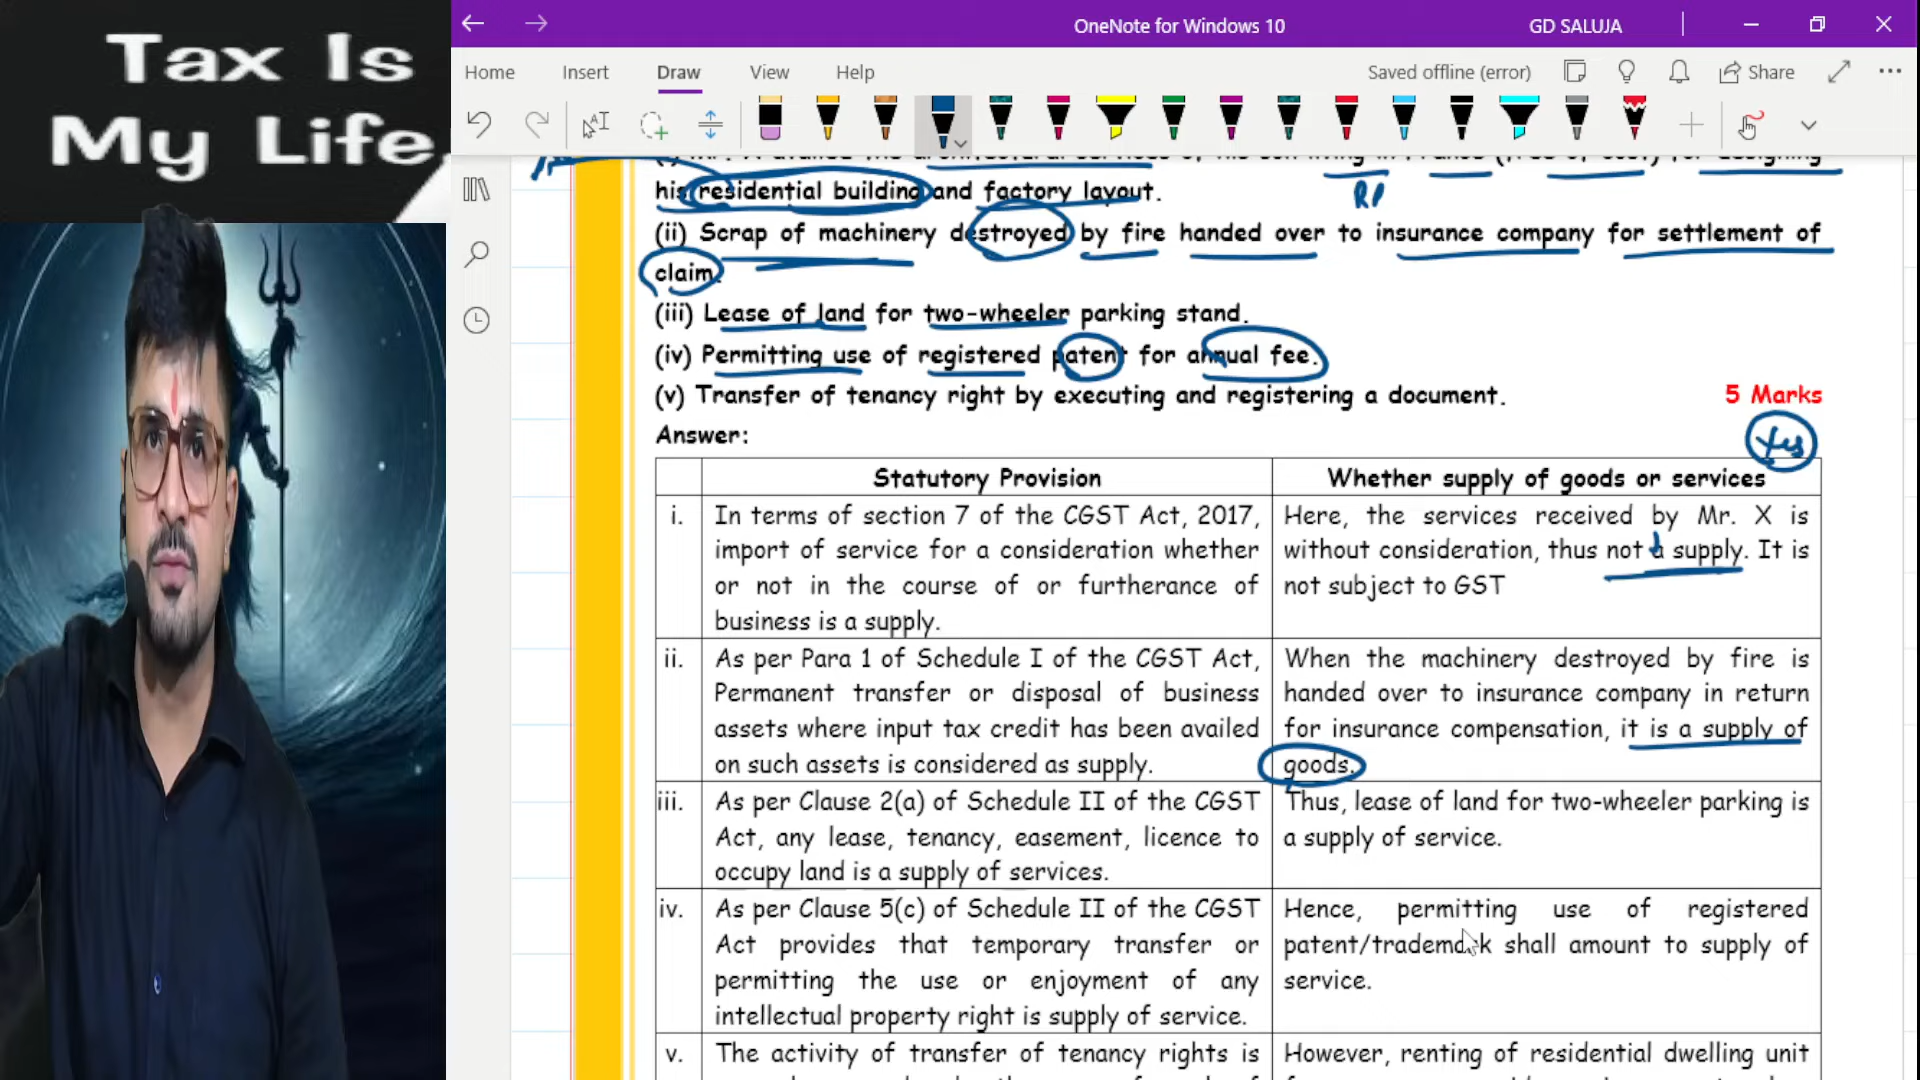 Tax Is
My Life.
OneNote for Windows 10
GD SALUJA
Home Insert Draw View Help
Saved offline (error)
Share
his residential building and factory layout.
RP
(ii) Scrap of machinery destroyed by fire handed over to insurance company for settlement of
claim.
(iii) Lease of land for two-wheeler parking stand.
(iv) Permitting use of registered patent for annual fee.
(v) Transfer of tenancy right by executing and registering a document. 5 Marks
Answer:
Yes
Statutory Provision
Whether supply of goods or services
i.
In terms of section 7 of the CGST Act, 2017,
import of service for a consideration whether
or not in the course of or furtherance of
business is a supply.
Here, the services received by Mr. X is
without consideration, thus not a supply. It is
not subject to GST
ii.
As per Para 1 of Schedule I of the CGST Act,
Permanent transfer or disposal of business
assets where input tax credit has been availed
on such assets is considered as supply.
When the machinery destroyed by fire is
handed over to insurance company in return
for insurance compensation, it is a supply of
goods.
iii.
As per Clause 2(a) of Schedule II of the CGST
Act, any lease, tenancy, easement, licence to
occupy land is a supply of services.
Thus, lease of land for two-wheeler parking is
a supply of service.
iv.
As per Clause 5(c) of Schedule II of the CGST
Act provides that temporary transfer or
permitting the use or enjoyment of any
intellectual property right is supply of service.
Hence, permitting use of registered
patent/trademark shall amount to supply of
service.
v.
The activity of transfer of tenancy rights is
However, renting of residential dwelling unit